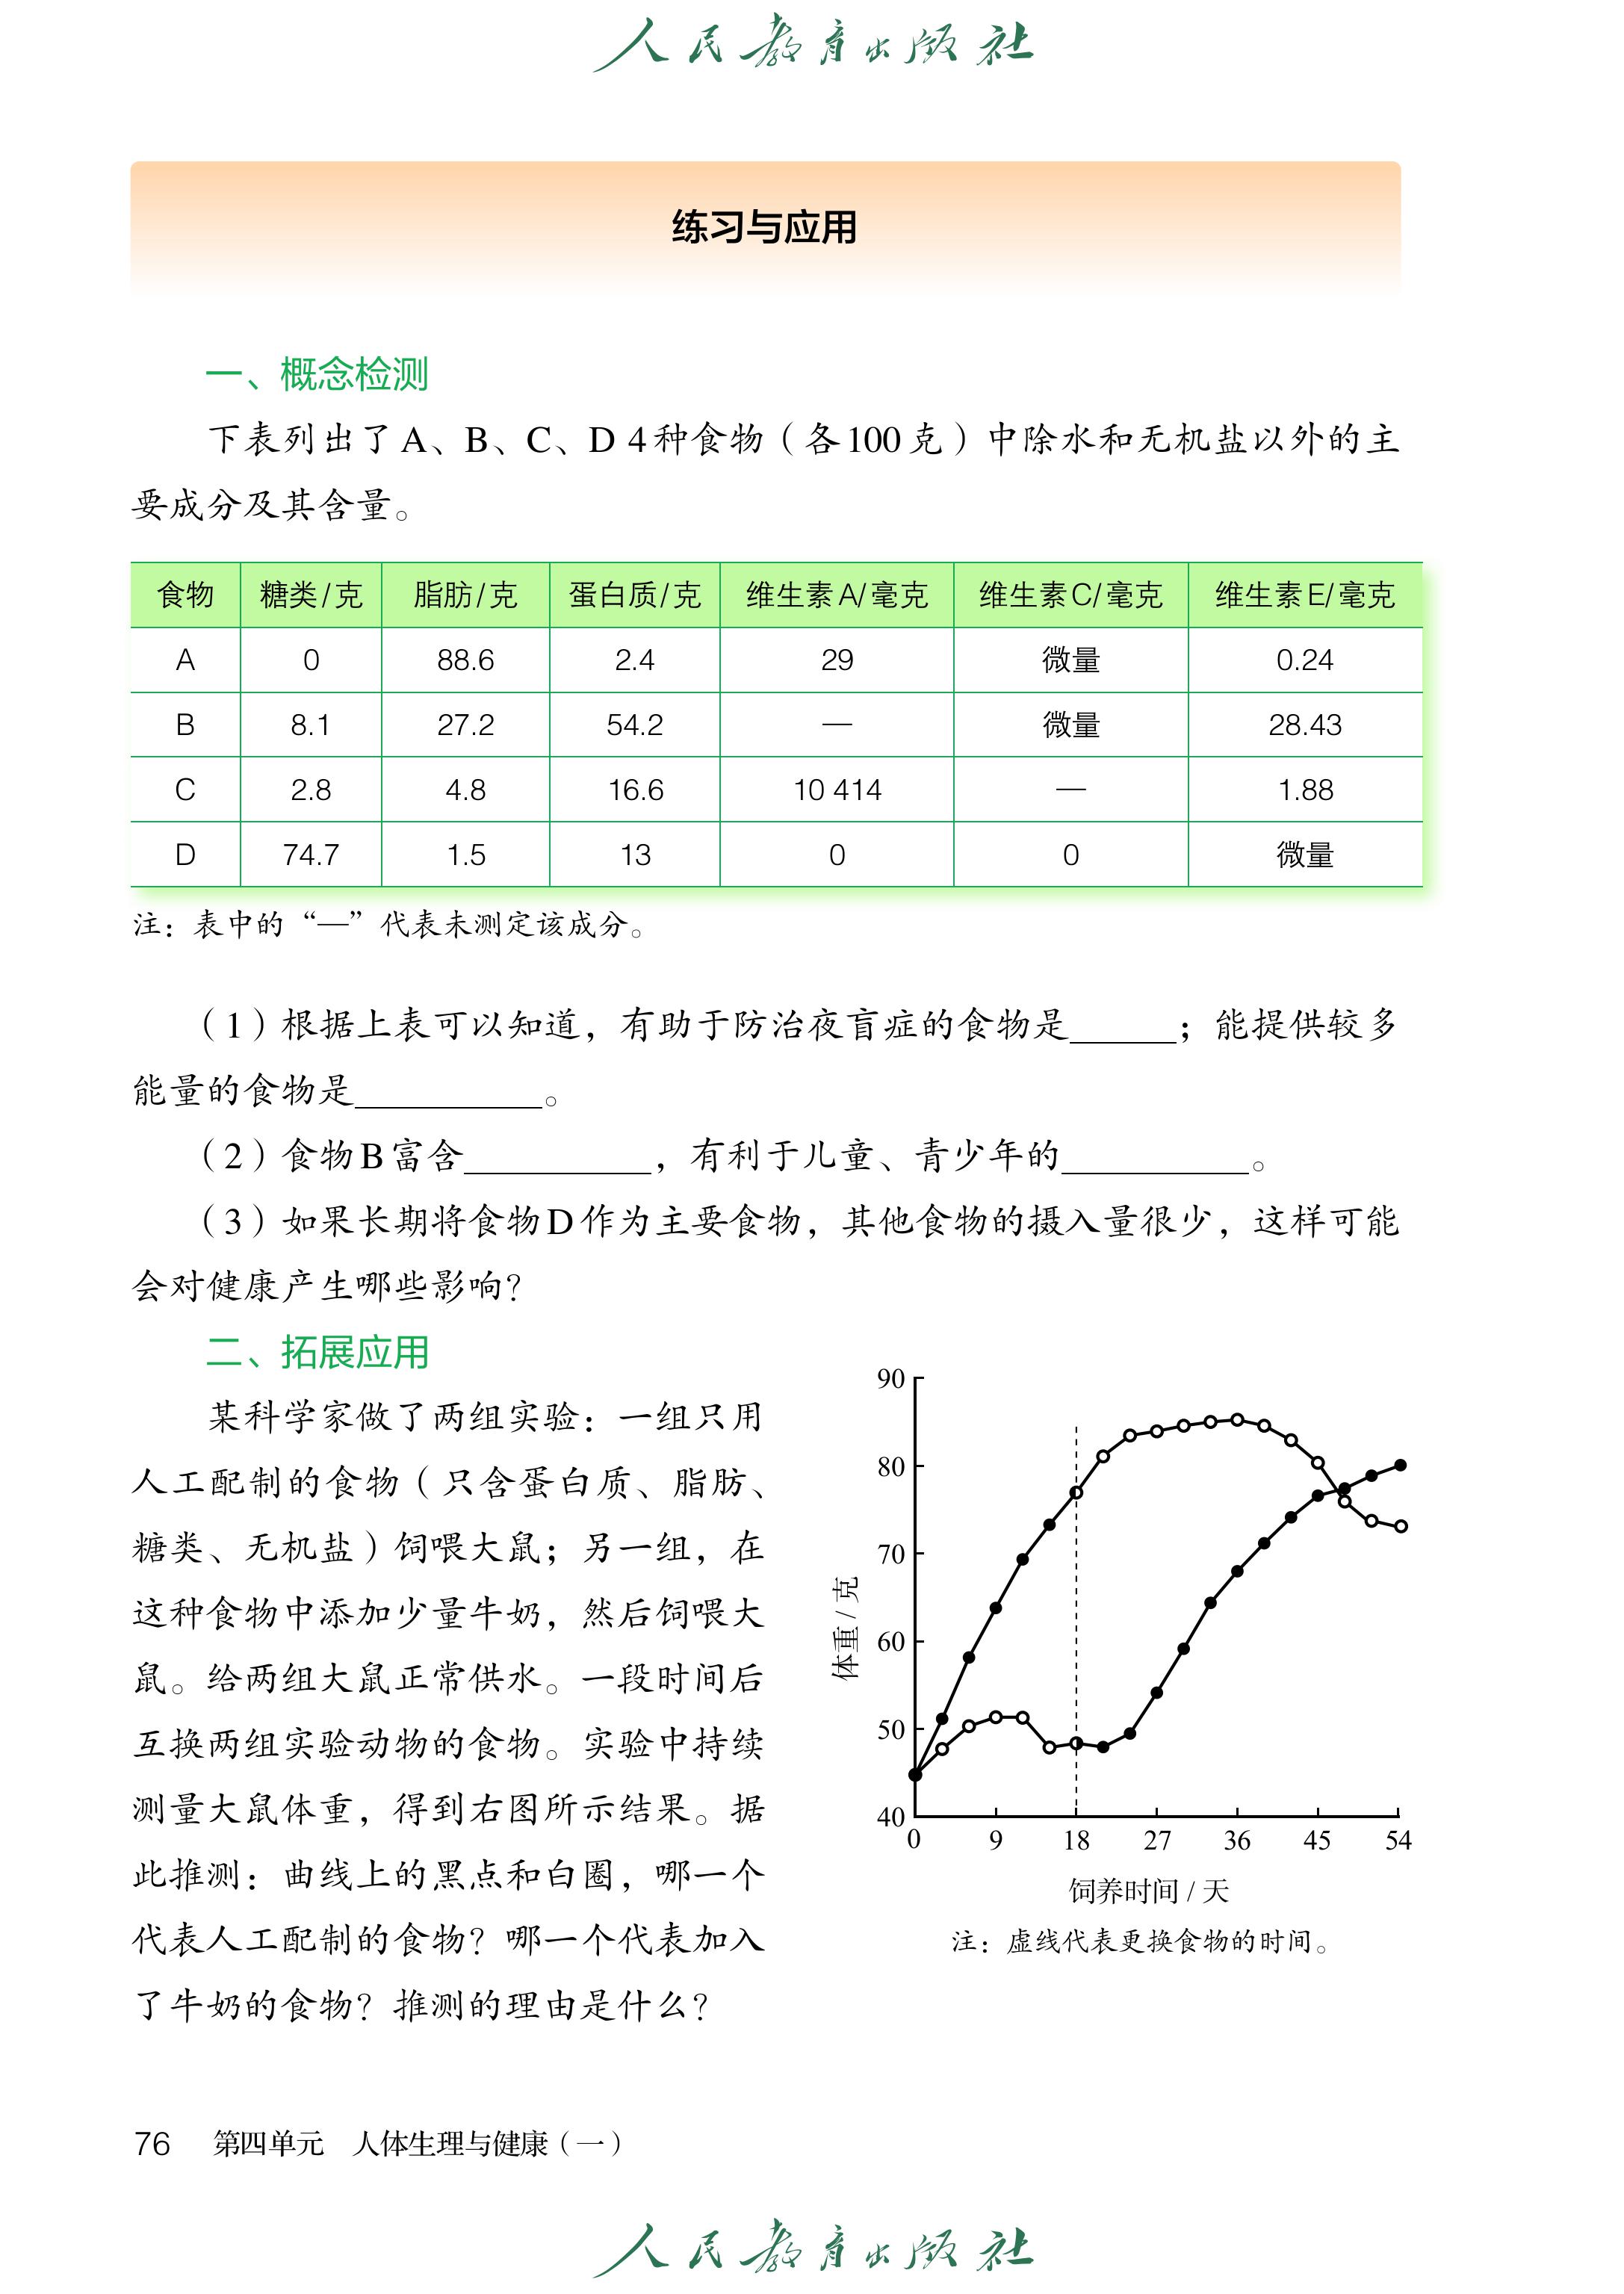 人民教育出版社
练习与应用
一、概念检测
下表列出了A、B、C、D 4种食物（各100克）中除水和无机盐以外的主
要成分及其含量。
食物 糖类/克 脂肪/克 蛋白质/克 维生素A/毫克 维生素C/毫克 维生素E/毫克
A 0 88.6 2.4 29 微量 0.24
B 8.1 27.2 54.2 — 微量 28.43
C 2.8 4.8 16.6 10 414 — 1.88
D 74.7 1.5 13 0 0 微量
注：表中的“—”代表未测定该成分。
（1）根据上表可以知道，有助于防治夜盲症的食物是______；能提供较多
能量的食物是__________。
（2）食物B富含__________，有利于儿童、青少年的__________。
（3）如果长期将食物D作为主要食物，其他食物的摄入量很少，这样可能
会对健康产生哪些影响？
二、拓展应用
某科学家做了两组实验：一组只用
人工配制的食物（只含蛋白质、脂肪、
糖类、无机盐）饲喂大鼠；另一组，在
这种食物中添加少量牛奶，然后饲喂大
鼠。给两组大鼠正常供水。一段时间后
互换两组实验动物的食物。实验中持续
测量大鼠体重，得到右图所示结果。据
此推测：曲线上的黑点和白圈，哪一个
代表人工配制的食物？哪一个代表加入
了牛奶的食物？推测的理由是什么？
90
80
70
60
50
40
体重/克
0 9 18 27 36 45 54
饲养时间/天
注：虚线代表更换食物的时间。
76 第四单元 人体生理与健康（一）
人民教育出版社